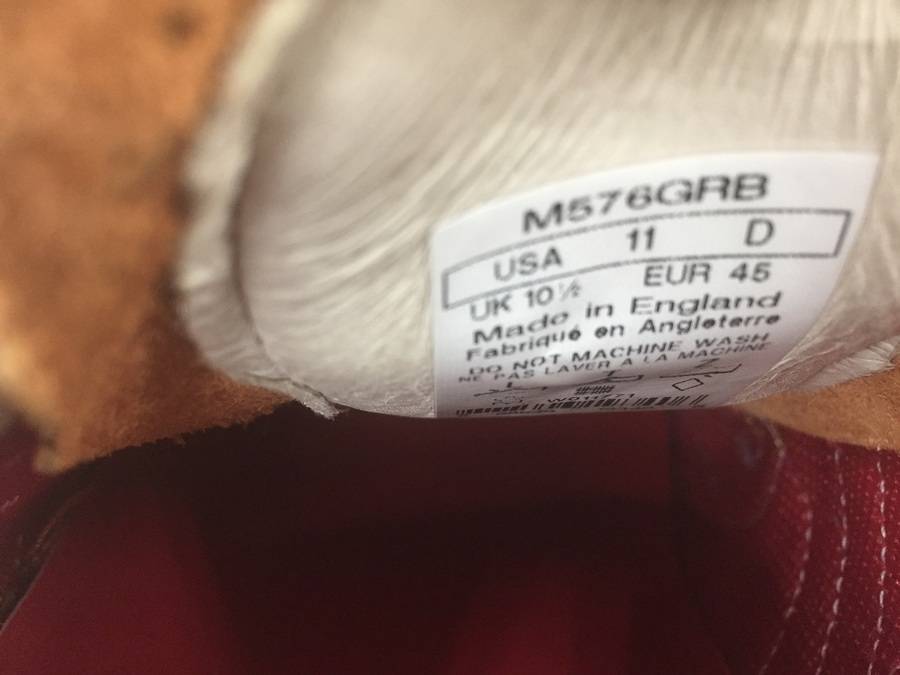 M576GRB
USA 11 D
UK 10½ EUR 45
Made in England
Fabriqué en Angleterre
DO NOT MACHINE WASH
NE PAS LAVER A LA MACHINE